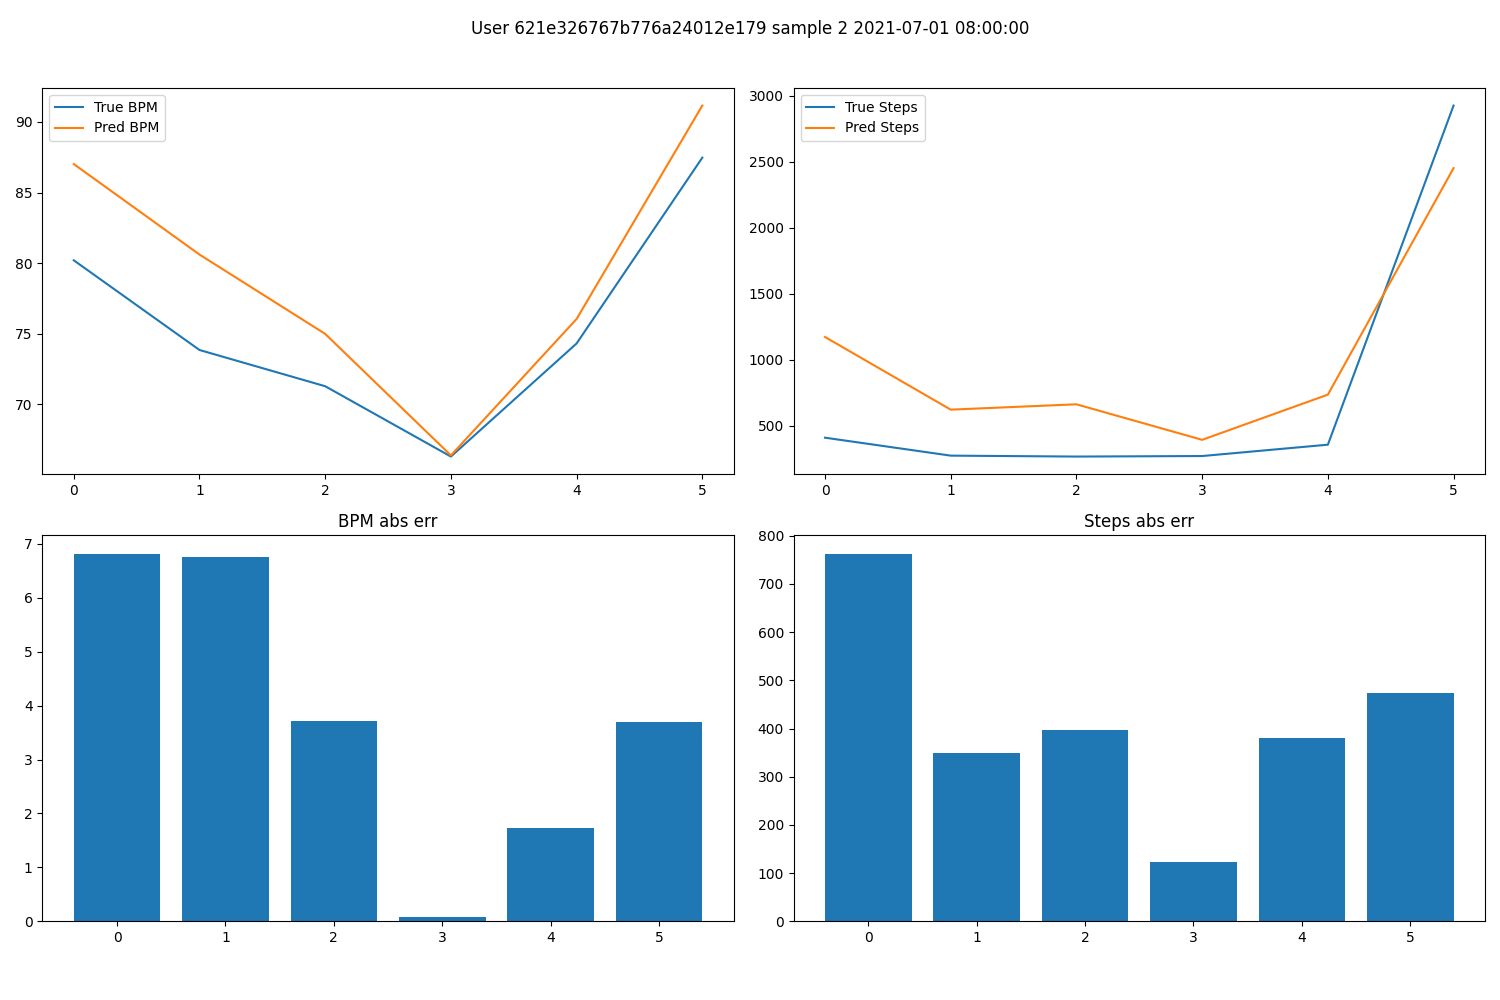 User 621e326767b776a24012e179 sample 2 2021-07-01 08:00:00
True BPM
Pred BPM
90
85
80
75
70
0 1 2 3 4 5
True Steps
Pred Steps
3000
2500
2000
1500
1000
500
0 1 2 3 4 5
BPM abs err
7
6
5
4
3
2
1
0
0 1 2 3 4 5
Steps abs err
800
700
600
500
400
300
200
100
0
0 1 2 3 4 5